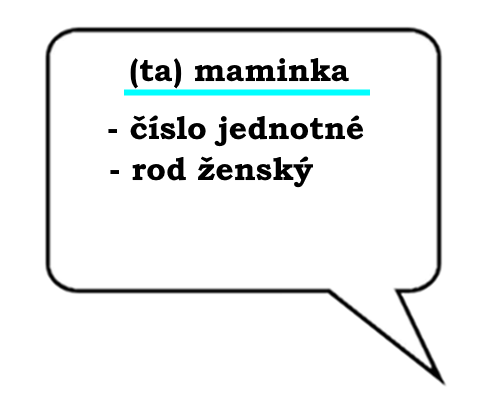 (ta) maminka
- číslo jednotné
- rod ženský